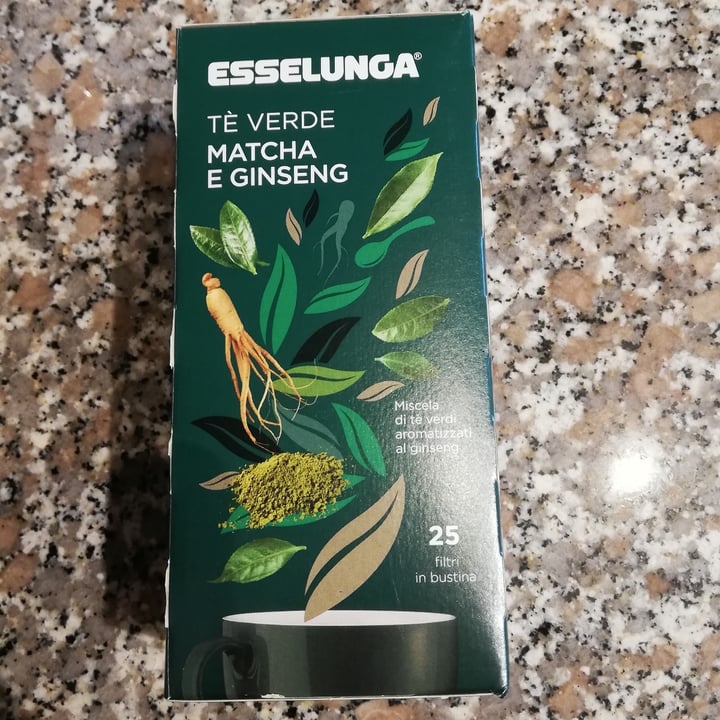 ESSELUNGA®
TÈ VERDE
MATCHA
E GINSENG
Miscela
di tè verdi
aromatizzati
al ginseng
25
filtri
in bustina